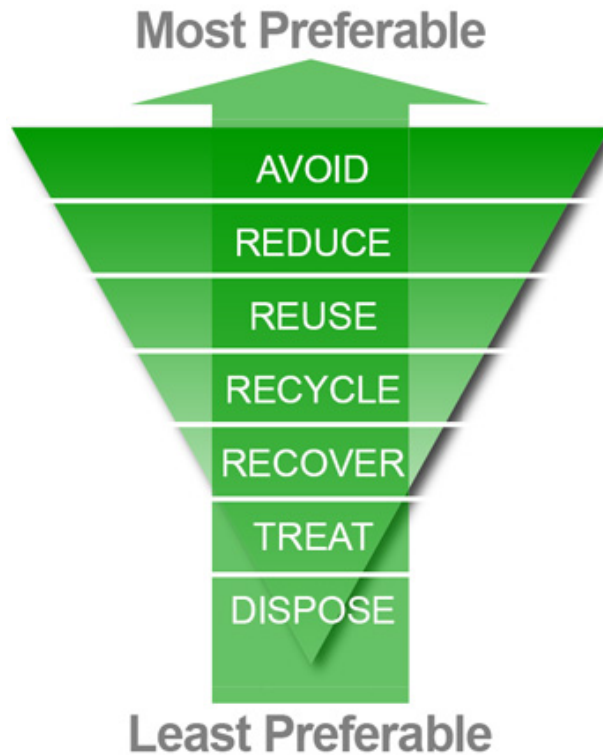 Most Preferable
AVOID
REDUCE
REUSE
RECYCLE
RECOVER
TREAT
DISPOSE
Least Preferable